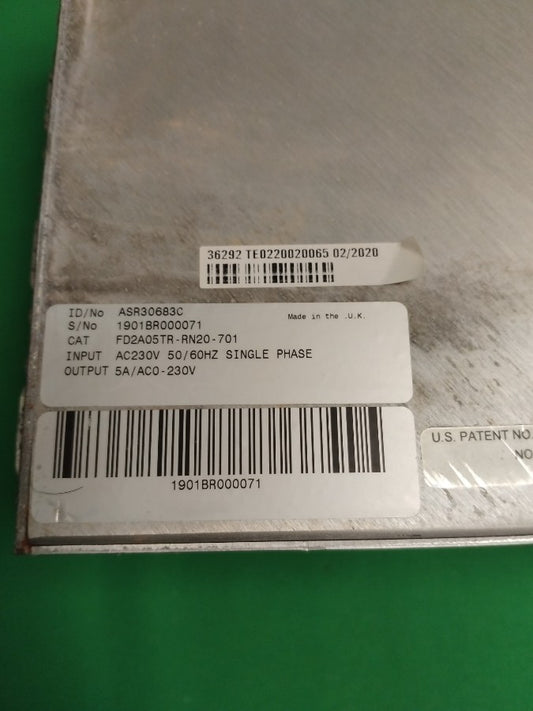 36292 TE0220020065 02/2020
ID/No ASR30683C
Made in the .U.K.
S/No 1901BR000071
CAT FD2A05TR-RN20-701
INPUT AC230V 50/60HZ SINGLE PHASE
OUTPUT 5A/AC0-230V
1901BR000071
U.S. PATENT NO.
NO